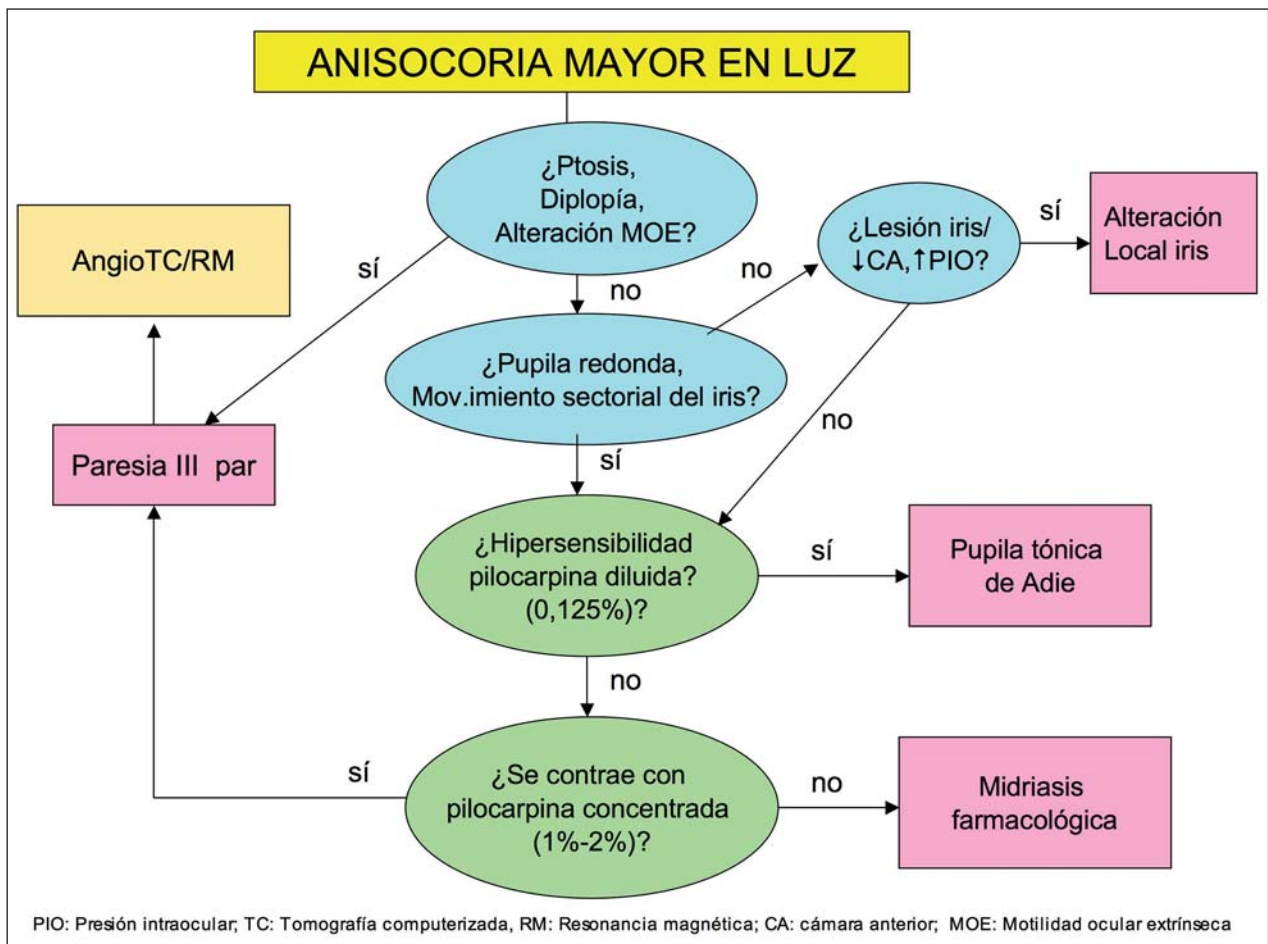 ANISOCORIA MAYOR EN LUZ
¿Ptosis,
Diplopía,
Alteración MOE?
¿Lesión iris/
↓CA,↑PIO?
sí
Alteración
Local iris
AngioTC/RM
sí
no
no
¿Pupila redonda,
Mov.imiento sectorial del iris?
no
Paresia III par
sí
¿Hipersensibilidad
pilocarpina diluida?
(0,125%)?
sí
Pupila tónica
de Adie
no
sí
¿Se contrae con
pilocarpina concentrada
(1%-2%)?
no
Midriasis
farmacológica
PIO: Presión intraocular; TC: Tomografía computerizada, RM: Resonancia magnética; CA: cámara anterior; MOE: Motilidad ocular extrínseca